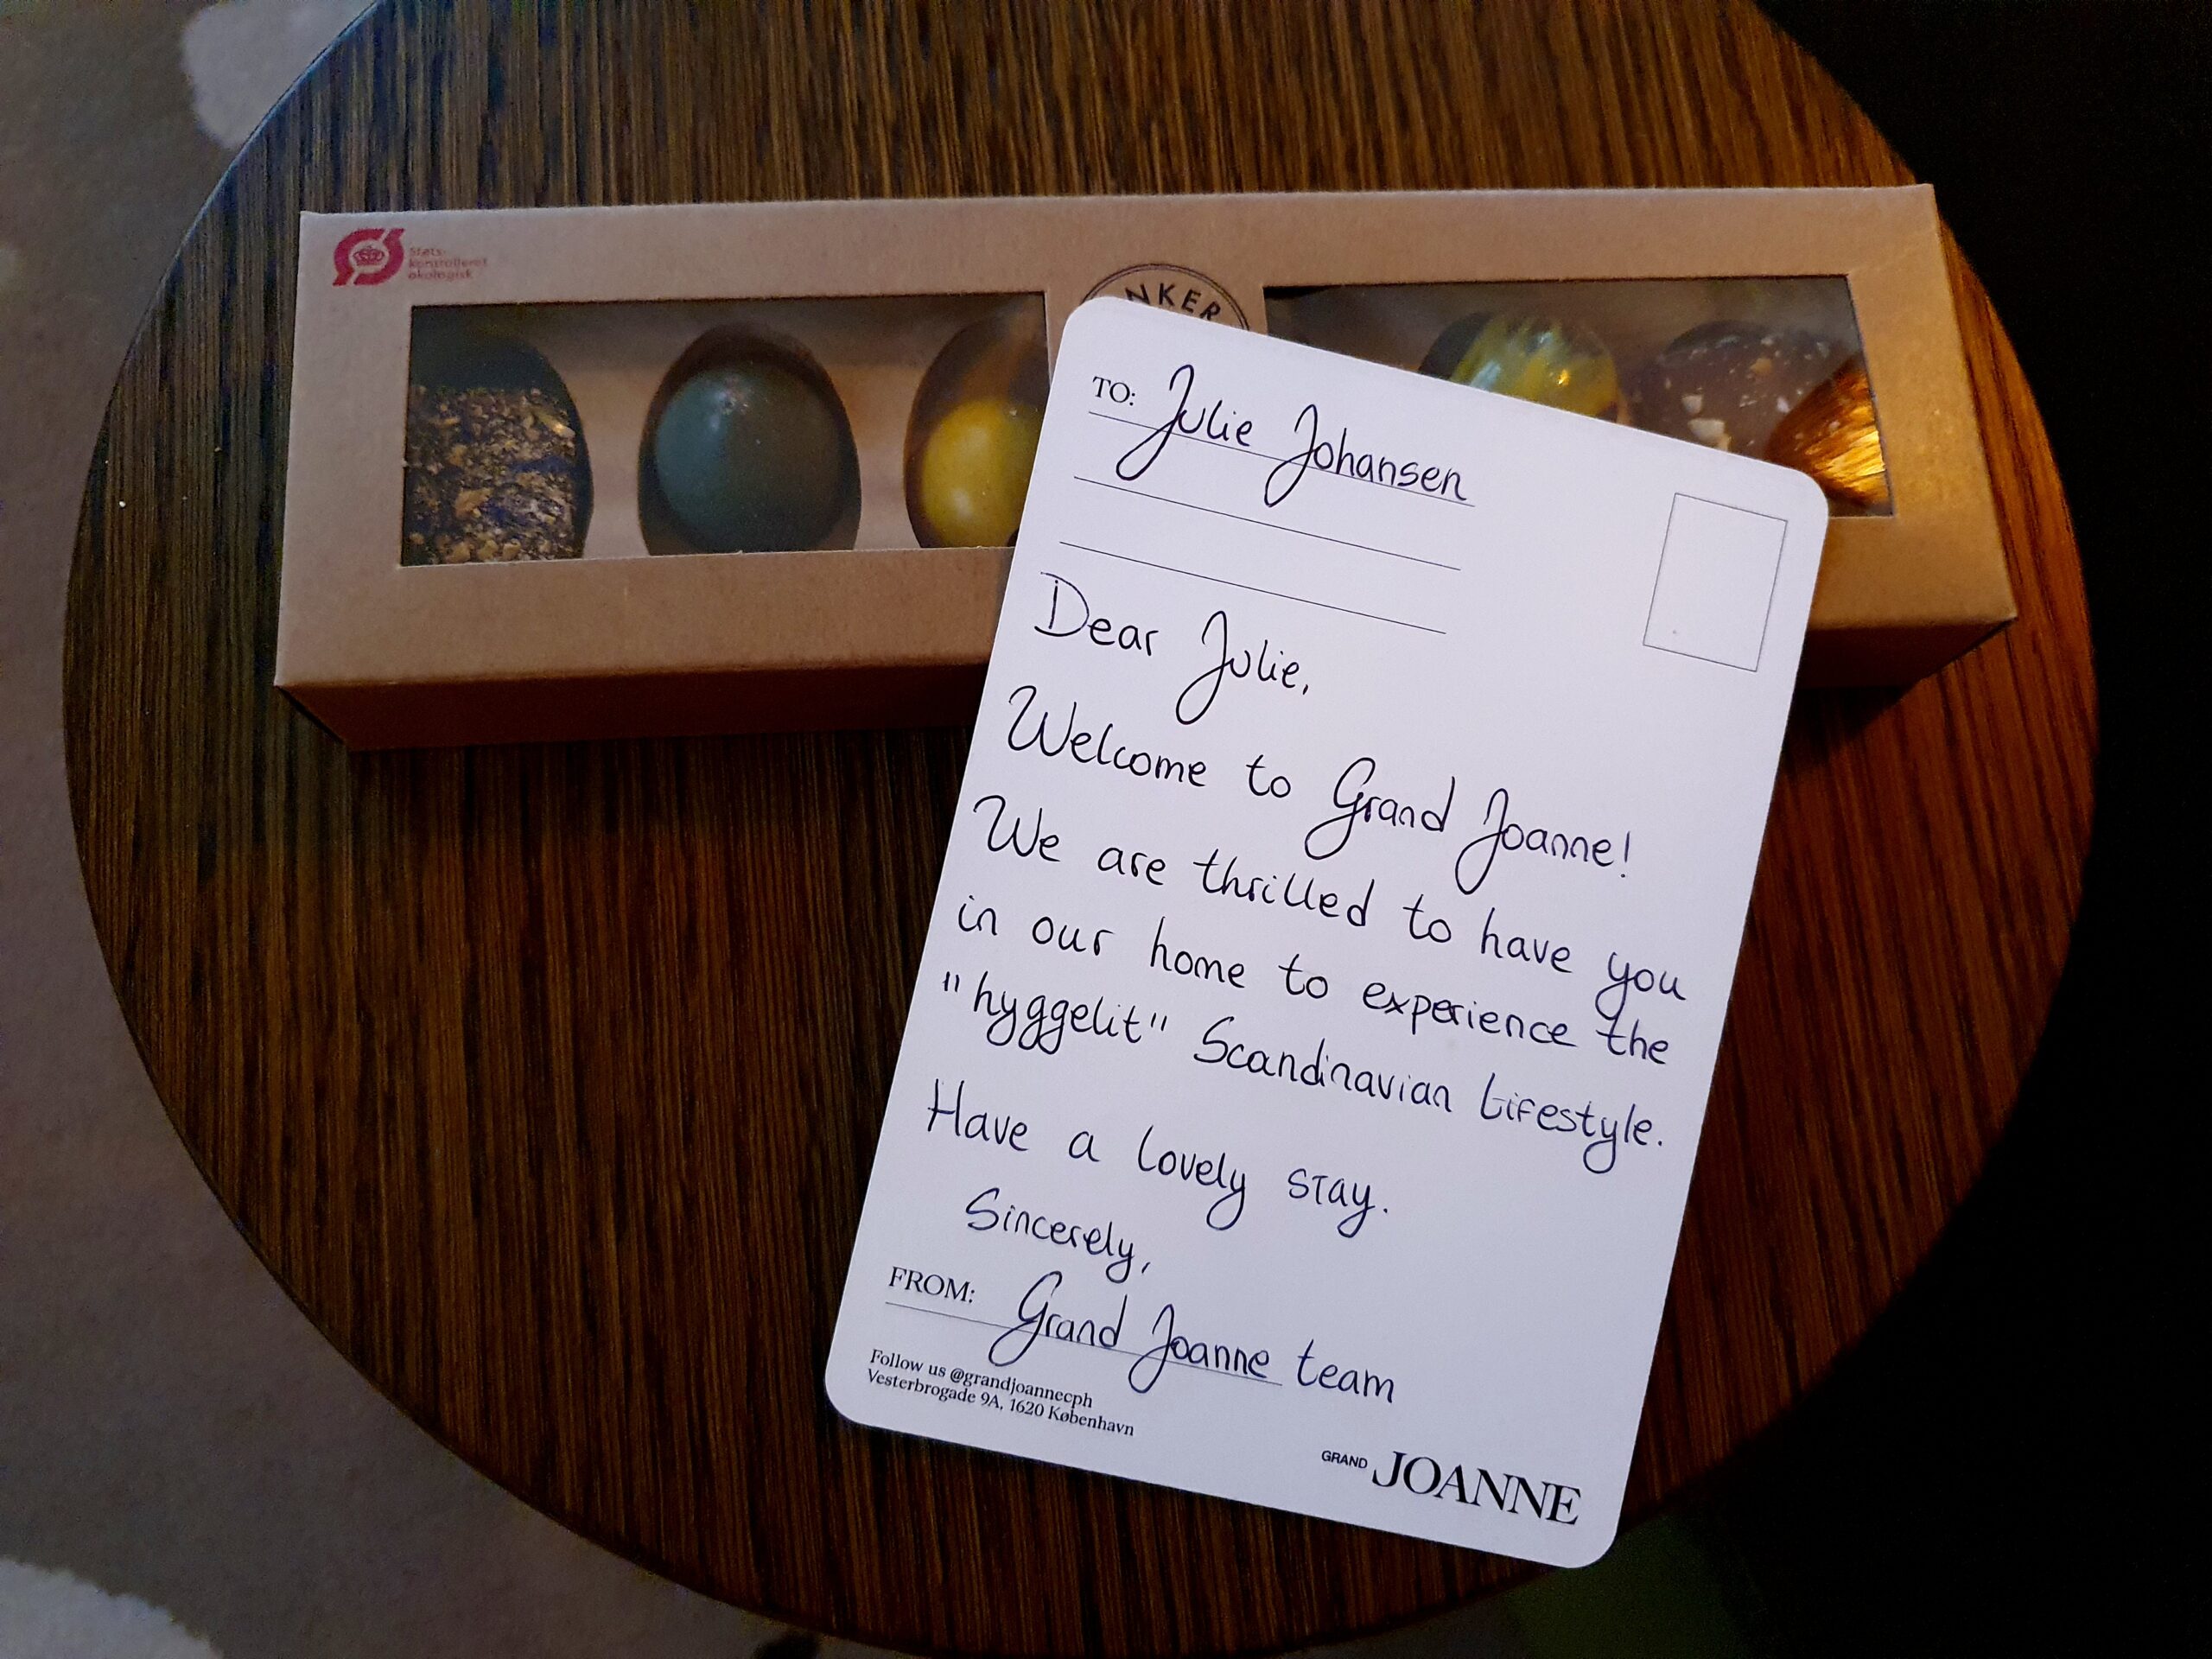 Stats-
kontrolleret
økologisk
NKER
TO: Julie Johansen
Dear Julie,
Welcome to Grand Joanne!
We are thrilled to have you
in our home to experience the
"hyggelit" Scandinavian Lifestyle.
Have a lovely stay.
Sincerely,
FROM: Grand Joanne team
Follow us @grandjoannecph
Vesterbrogade 9A, 1620 København
GRAND JOANNE